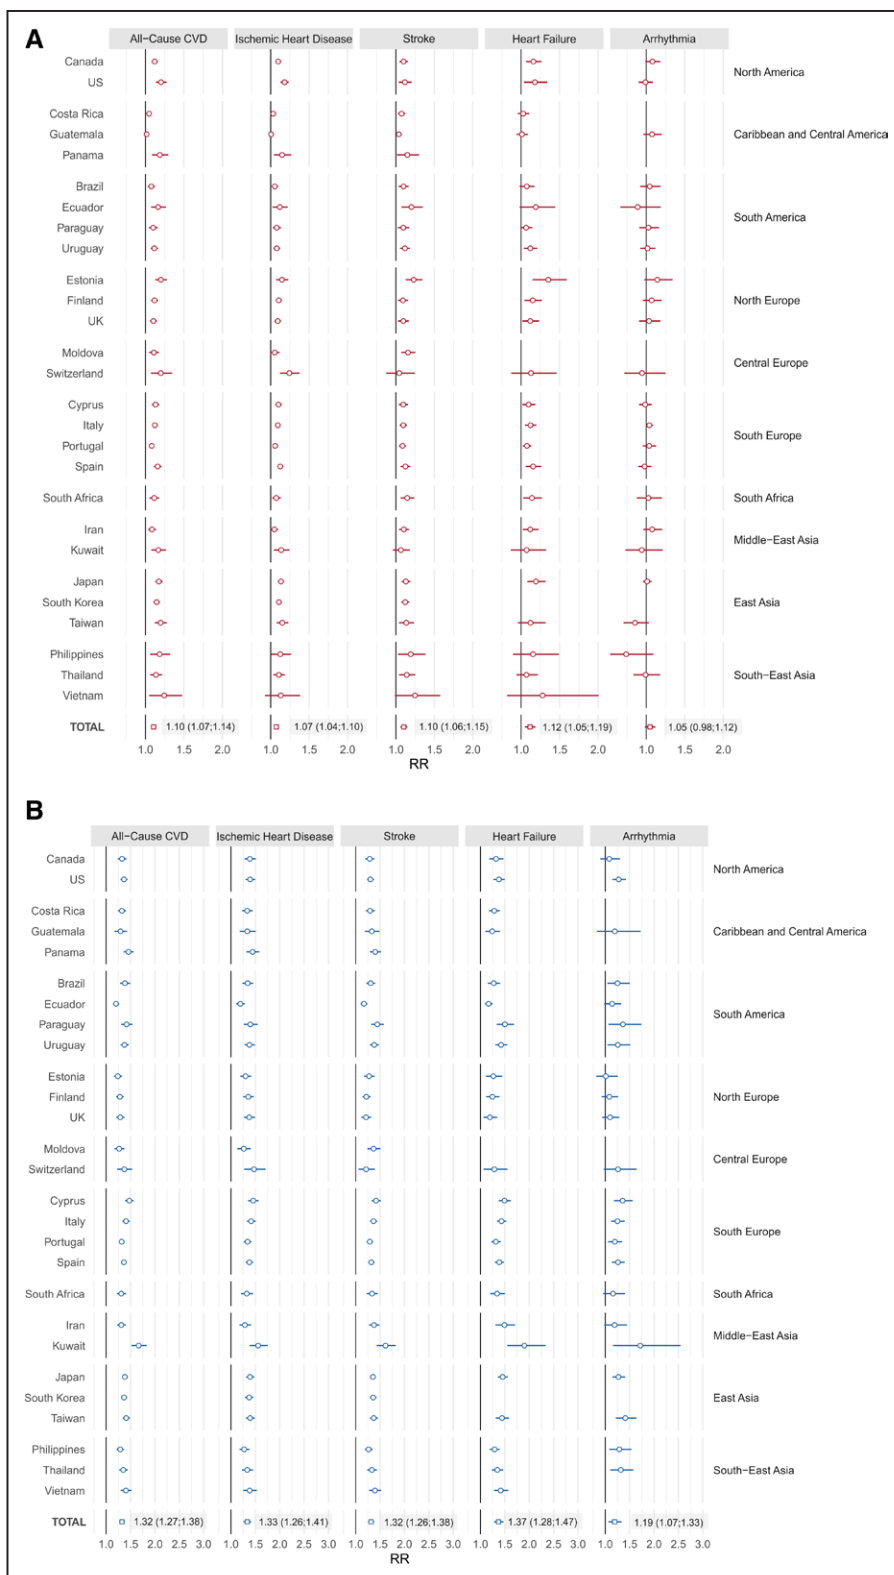 A
All−Cause CVD Ischemic Heart Disease Stroke Heart Failure Arrhythmia
Canada
US
North America
Costa Rica
Guatemala
Panama
Caribbean and Central America
Brazil
Ecuador
Paraguay
Uruguay
South America
Estonia
Finland
UK
North Europe
Moldova
Switzerland
Central Europe
Cyprus
Italy
Portugal
Spain
South Europe
South Africa South Africa
Iran
Kuwait
Middle−East Asia
Japan
South Korea
Taiwan
East Asia
Philippines
Thailand
Vietnam
South−East Asia
TOTAL 1.10 (1.07;1.14) 1.07 (1.04;1.10) 1.10 (1.06;1.15) 1.12 (1.05;1.19) 1.05 (0.98;1.12)
1.0 1.5 2.0 1.0 1.5 2.0 1.0 1.5 2.0 1.0 1.5 2.0 1.0 1.5 2.0
RR
B
All−Cause CVD Ischemic Heart Disease Stroke Heart Failure Arrhythmia
Canada
US
North America
Costa Rica
Guatemala
Panama
Caribbean and Central America
Brazil
Ecuador
Paraguay
Uruguay
South America
Estonia
Finland
UK
North Europe
Moldova
Switzerland
Central Europe
Cyprus
Italy
Portugal
Spain
South Europe
South Africa South Africa
Iran
Kuwait
Middle−East Asia
Japan
South Korea
Taiwan
East Asia
Philippines
Thailand
Vietnam
South−East Asia
TOTAL 1.32 (1.27;1.38) 1.33 (1.26;1.41) 1.32 (1.26;1.38) 1.37 (1.28;1.47) 1.19 (1.07;1.33)
1.0 1.5 2.0 2.5 3.0 1.0 1.5 2.0 2.5 3.0 1.0 1.5 2.0 2.5 3.0 1.0 1.5 2.0 2.5 3.0 1.0 1.5 2.0 2.5 3.0
RR